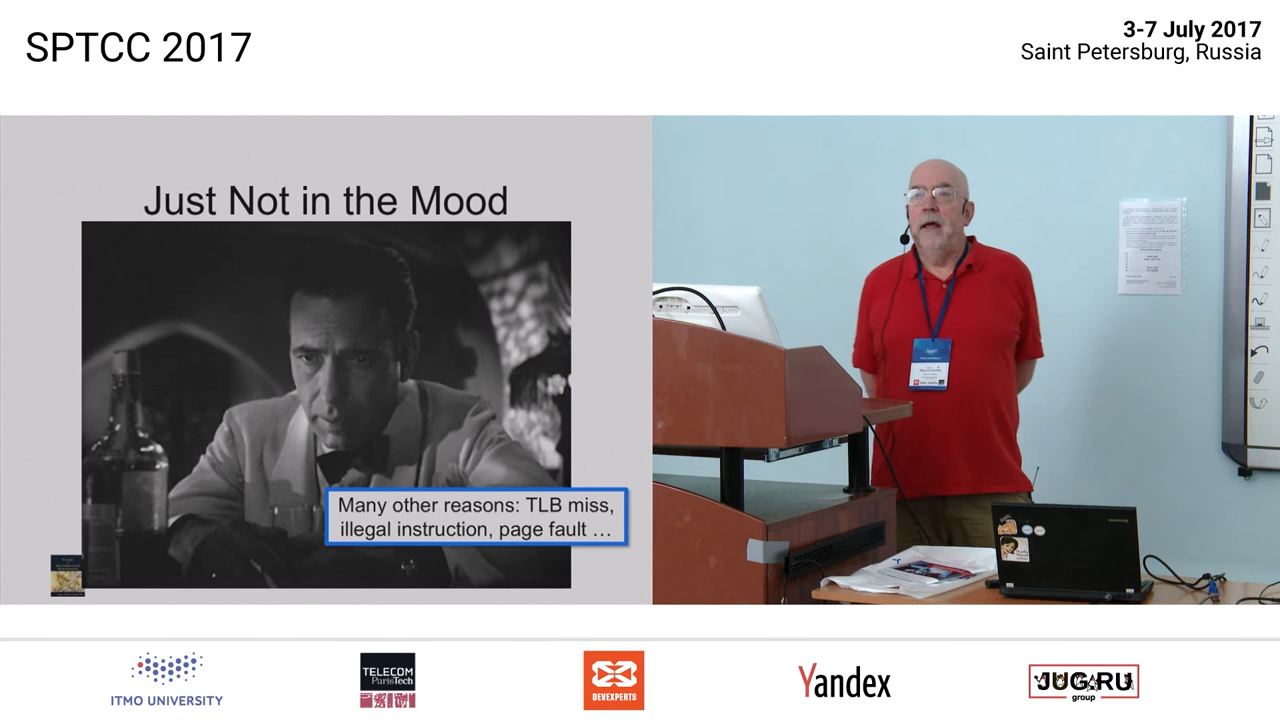 SPTCC 2017
3-7 July 2017
Saint Petersburg, Russia
Just Not in the Mood
Many other reasons: TLB miss,
illegal instruction, page fault ...
ITMO UNIVERSITY
TELECOM
ParisTech
DEVEXPERTS
Yandex
JUG.RU
group